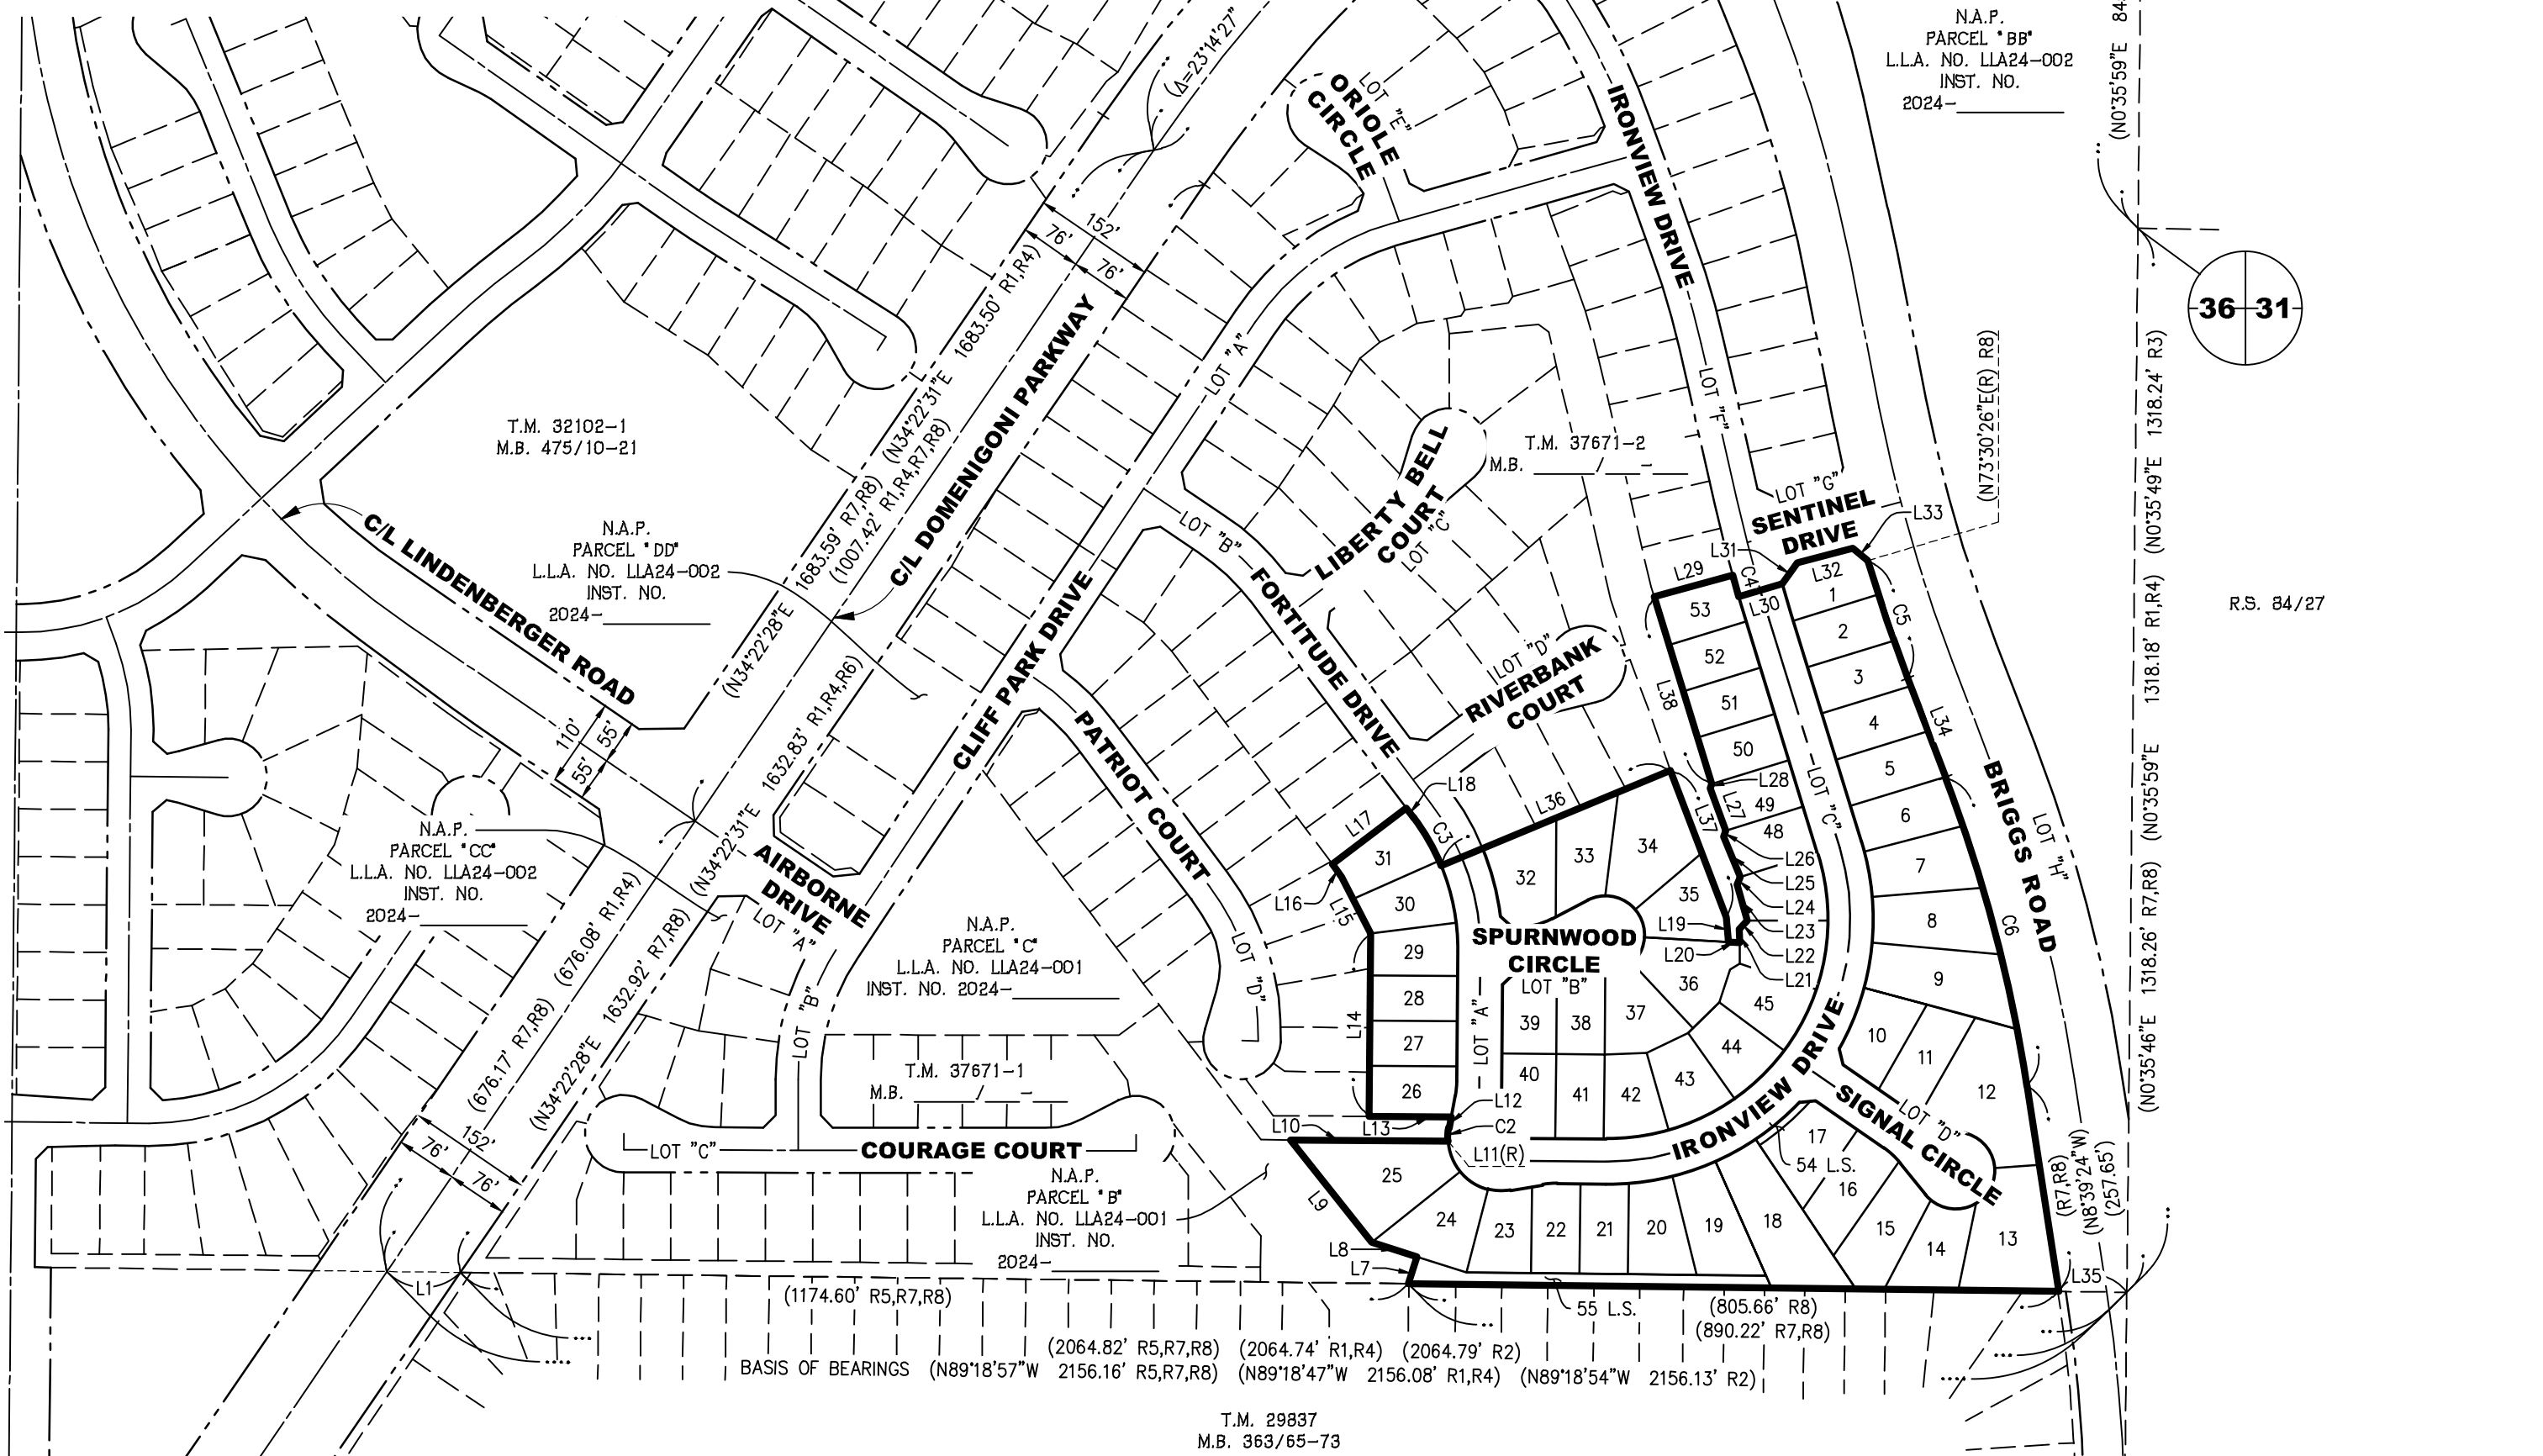 N.A.P.
PARCEL "BB"
L.L.A. NO. LLA24-002
INST. NO.
2024-
(N0°35'59"E 84
(Δ=23°14'27"
ORIOLE
CIRCLE
LOT "E"
IRONVIEW DRIVE
152'
76'
76'
36 31
T.M. 32102-1
M.B. 475/10-21
(N34°22'31"E 1683.50' R1,R4)
(N34°22'28"E 1683.59' R7,R8)
(1007.42' R1,R4,R7,R8)
C/L DOMENIGONI PARKWAY
LOT "A"
LOT "F"
(N73°30'26"E(R) R8)
(N0°35'49"E 1318.24' R3)
(N0°35'59"E 1318.18' R1,R4)
(N0°35'46"E 1318.26' R7,R8)
R.S. 84/27
T.M. 37671-2
M.B. / -
LIBERTY BELL
COURT
LOT "C"
LOT "G"
SENTINEL
DRIVE
L33
L31
L32
L29
C4
L30
C5
C/L LINDENBERGER ROAD
N.A.P.
PARCEL "DD"
L.L.A. NO. LLA24-002
INST. NO.
2024-
110'
55'
55'
LOT "B"
FORTITUDE DRIVE
CLIFF PARK DRIVE
PATRIOT COURT
LOT "D"
LOT "D"
RIVERBANK
COURT
(N34°22'31"E 1632.83' R1,R4,R6)
(N34°22'28"E 1632.92' R7,R8)
1
2
3
4
5
6
7
8
9
10
11
12
13
14
15
16
17
18
19
20
21
22
23
24
25
26
27
28
29
30
31
32
33
34
35
36
37
38
39
40
41
42
43
44
45
48
49
50
51
52
53
54 L.S.
55 L.S.
L38
L34
L28
L27
L37
L26
L25
L24
L23
L22
L21
L20
L19
L36
L18
C3
L17
L16
L15
L14
L13
L12
C2
L11(R)
L10
L9
L8
L7
C6
LOT "C"
BRIGGS ROAD
LOT "H"
SPURNWOOD
CIRCLE
LOT "B"
LOT "A"
IRONVIEW DRIVE
LOT "D"
SIGNAL CIRCLE
N.A.P.
PARCEL "CC"
L.L.A. NO. LLA24-002
INST. NO.
2024-
AIRBORNE
DRIVE
LOT "A"
LOT "B"
(676.08' R1,R4)
(676.17' R7,R8)
N.A.P.
PARCEL "C"
L.L.A. NO. LLA24-001
INST. NO. 2024-
T.M. 37671-1
M.B. / -
LOT "C"
COURAGE COURT
N.A.P.
PARCEL "B"
L.L.A. NO. LLA24-001
INST. NO.
2024-
152'
76'
76'
L1
(R7,R8)
(N8°39'24"W)
(257.65')
L35
(1174.60' R5,R7,R8)
(805.66' R8)
(890.22' R7,R8)
(2064.82' R5,R7,R8) (2064.74' R1,R4) (2064.79' R2)
BASIS OF BEARINGS (N89°18'57"W 2156.16' R5,R7,R8) (N89°18'47"W 2156.08' R1,R4) (N89°18'54"W 2156.13' R2)
T.M. 29837
M.B. 363/65-73